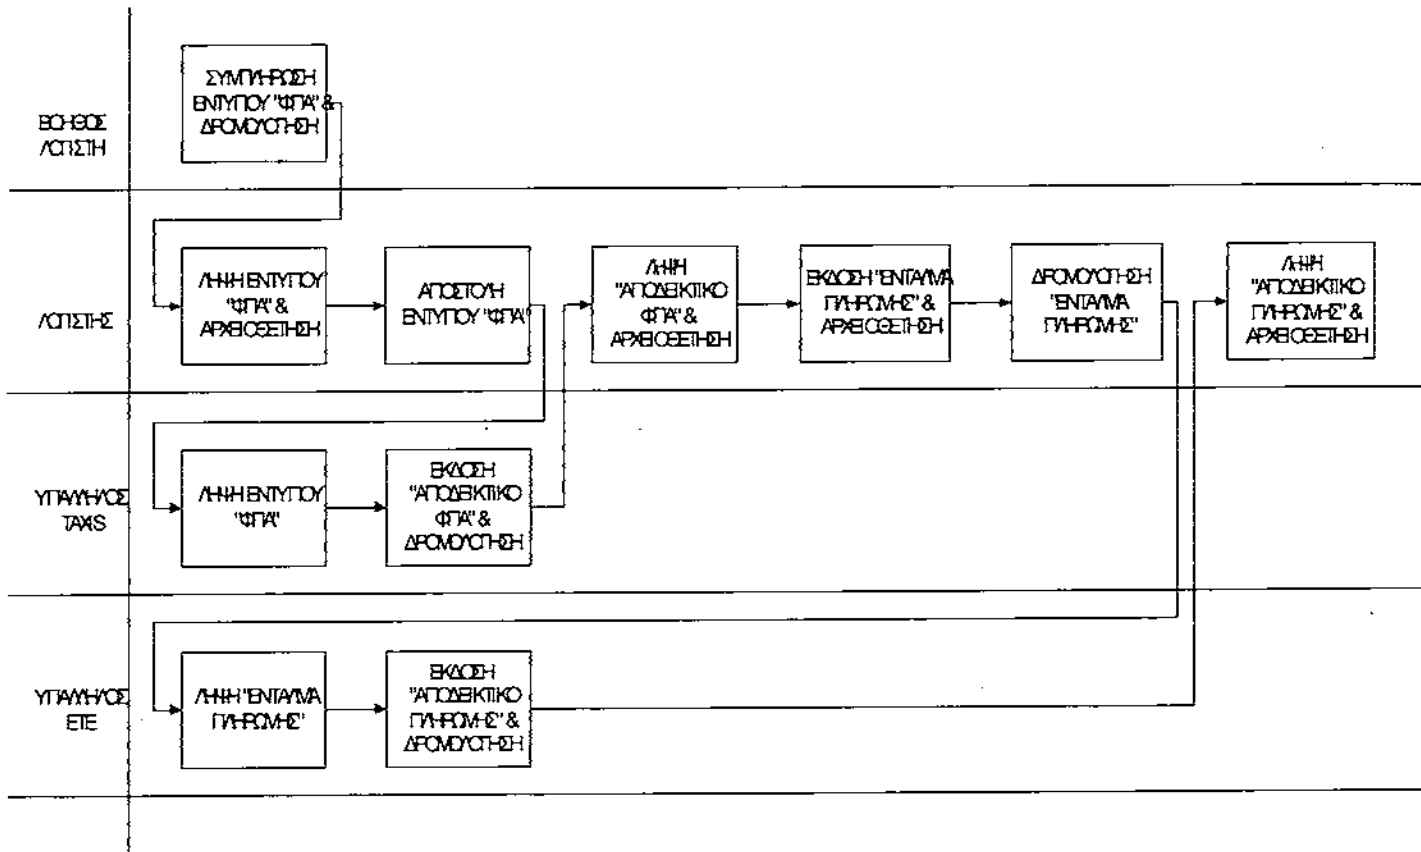 ΒΟΗΘΟΣ
ΛΟΓΙΣΤΗ
ΣΥΜΠΛΗΡΩΣΗ
ΕΝΤΥΠΟΥ "ΦΠΑ" &
ΔΡΟΜΟΛΟΓΗΣΗ
ΛΟΓΙΣΤΗΣ
ΛΗΨΗ ΕΝΤΥΠΟΥ
"ΦΠΑ" &
ΑΡΧΕΙΟΘΕΤΗΣΗ
ΑΠΟΣΤΟΛΗ
ΕΝΤΥΠΟΥ "ΦΠΑ"
ΛΗΨΗ
"ΑΠΟΔΕΙΚΤΙΚΟ
ΦΠΑ" &
ΑΡΧΕΙΟΘΕΤΗΣΗ
ΕΚΔΟΣΗ "ΕΝΤΑΛΜΑ
ΠΛΗΡΩΜΗΣ" &
ΑΡΧΕΙΟΘΕΤΗΣΗ
ΔΡΟΜΟΛΟΓΗΣΗ
"ΕΝΤΑΛΜΑ
ΠΛΗΡΩΜΗΣ"
ΛΗΨΗ
"ΑΠΟΔΕΙΚΤΙΚΟ
ΠΛΗΡΩΜΗΣ" &
ΑΡΧΕΙΟΘΕΤΗΣΗ
ΥΠΑΛΛΗΛΟΣ
TAXIS
ΛΗΨΗ ΕΝΤΥΠΟΥ
"ΦΠΑ"
ΕΚΔΟΣΗ
"ΑΠΟΔΕΙΚΤΙΚΟ
ΦΠΑ" &
ΔΡΟΜΟΛΟΓΗΣΗ
ΥΠΑΛΛΗΛΟΣ
ΕΤΕ
ΛΗΨΗ "ΕΝΤΑΛΜΑ
ΠΛΗΡΩΜΗΣ"
ΕΚΔΟΣΗ
"ΑΠΟΔΕΙΚΤΙΚΟ
ΠΛΗΡΩΜΗΣ" &
ΔΡΟΜΟΛΟΓΗΣΗ